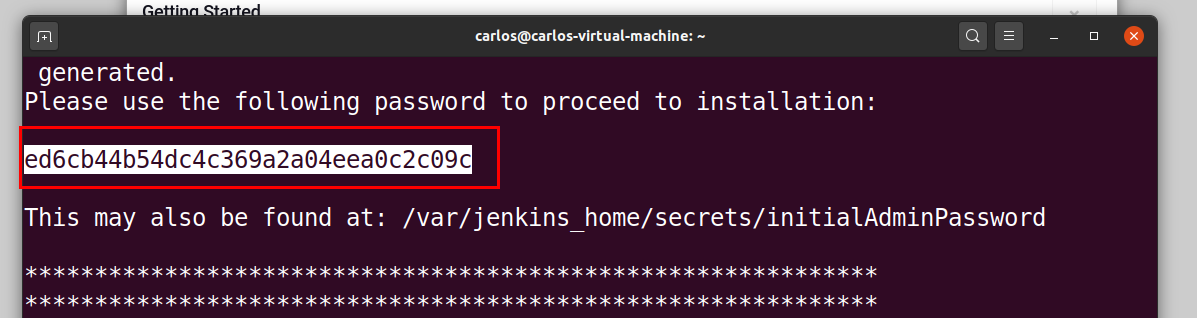 Getting Started
carlos@carlos-virtual-machine: ~
generated.
Please use the following password to proceed to installation:
ed6cb44b54dc4c369a2a04eea0c2c09c
This may also be found at: /var/jenkins_home/secrets/initialAdminPassword
*************************************************************
*************************************************************